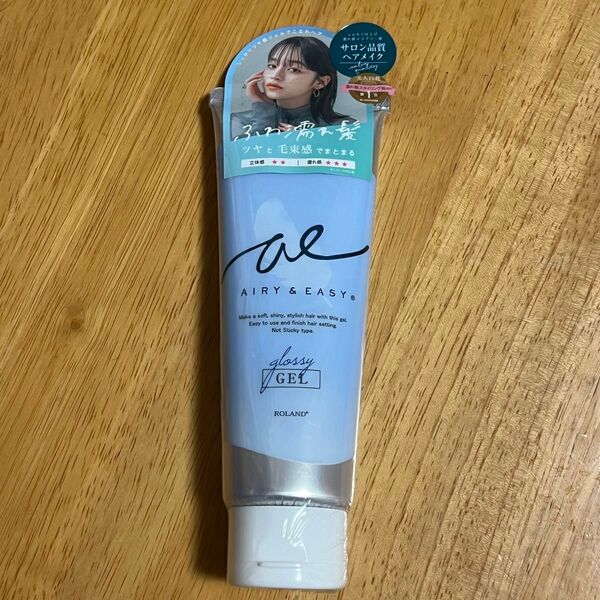 サロン品質
ヘアメイク
ふわ濡れ髪
ツヤと毛束感でまとまる
立体感 ★★ | 濡れ感 ★★★
ae
AIRY & EASY®
Make a soft, shiny, stylish hair with this gel.
Easy to use and finish hair setting.
Not Sticky type.
glossy
GEL
ROLAND®